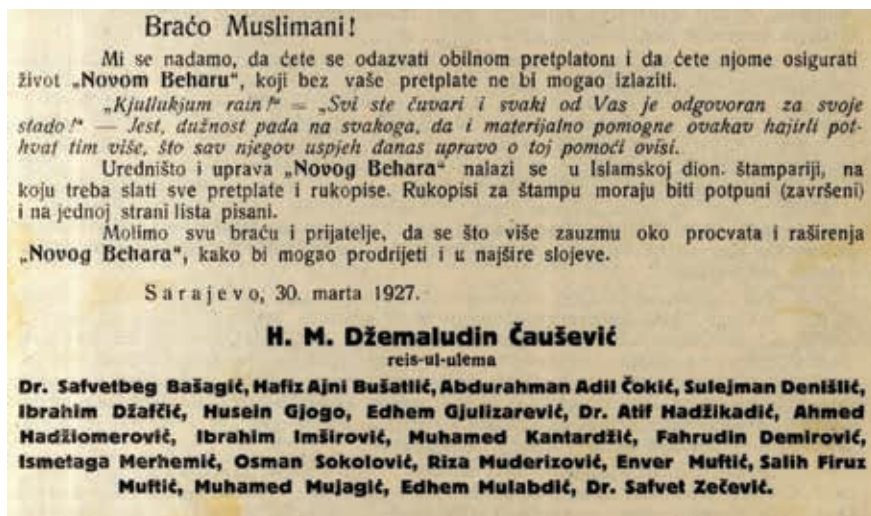 Braćo Muslimani!
Mi se nadamo, da ćete se odazvati obilnom pretplatom i da ćete njome osigurati
život „Novom Beharu“, koji bez vaše pretplate ne bi mogao izlaziti.
„Kjullukjum rain!“ = „Svi ste čuvari i svaki od Vas je odgovoran za svoje
stado!“ — Jest, dužnost pada na svakoga, da i materijalno pomogne ovakav hajirli pot-
hvat tim više, što sav njegov uspjeh danas upravo o toj pomoći ovisi.
Uredništo i uprava „Novog Behara“ nalazi se u Islamskoj dion. štampariji, na
koju treba slati sve pretplate i rukopise. Rukopisi za štampu moraju biti potpuni (završeni)
i na jednoj strani lista pisani.
Molimo svu braću i prijatelje, da se što više zauzmu oko procvata i raširenja
„Novog Behara“, kako bi mogao prodrijeti i u najšire slojeve.
Sarajevo, 30. marta 1927.
H. M. Džemaludin Čaušević
reis-ul-ulema
Dr. Safvetbeg Bašagić, Hafiz Ajni Bušatlić, Abdurahman Adil Čokić, Sulejman Denišlić,
Ibrahim Džafčić, Husein Gjogo, Edhem Gjulizarević, Dr. Atif Hadžikadić, Ahmed
Hadžiomerović, Ibrahim Imširović, Muhamed Kantardžić, Fahrudin Demirović,
Ismetaga Merhemić, Osman Sokolović, Riza Muderizović, Enver Muftić, Salih Firuz
Muftić, Muhamed Mujagić, Edhem Mulabdić, Dr. Safvet Zečević.